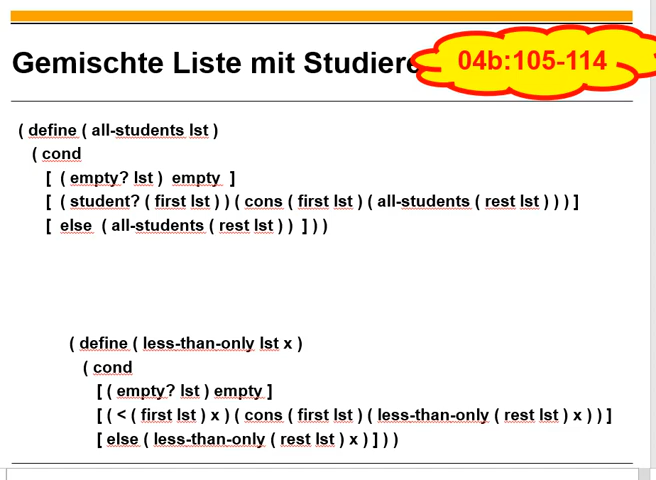 Gemischte Liste mit
04b:105-114
( define ( all-students lst )
( cond
[ ( empty? lst ) empty ]
[ ( student? ( first lst ) ) ( cons ( first lst ) ( all-students ( rest lst ) ) ) ]
[ else ( all-students ( rest lst ) ) ] ) )
( define ( less-than-only lst x )
( cond
[ ( empty? lst ) empty ]
[ ( < ( first lst ) x ) ( cons ( first lst ) ( less-than-only ( rest lst ) x ) ) ]
[ else ( less-than-only ( rest lst ) x ) ] ) )